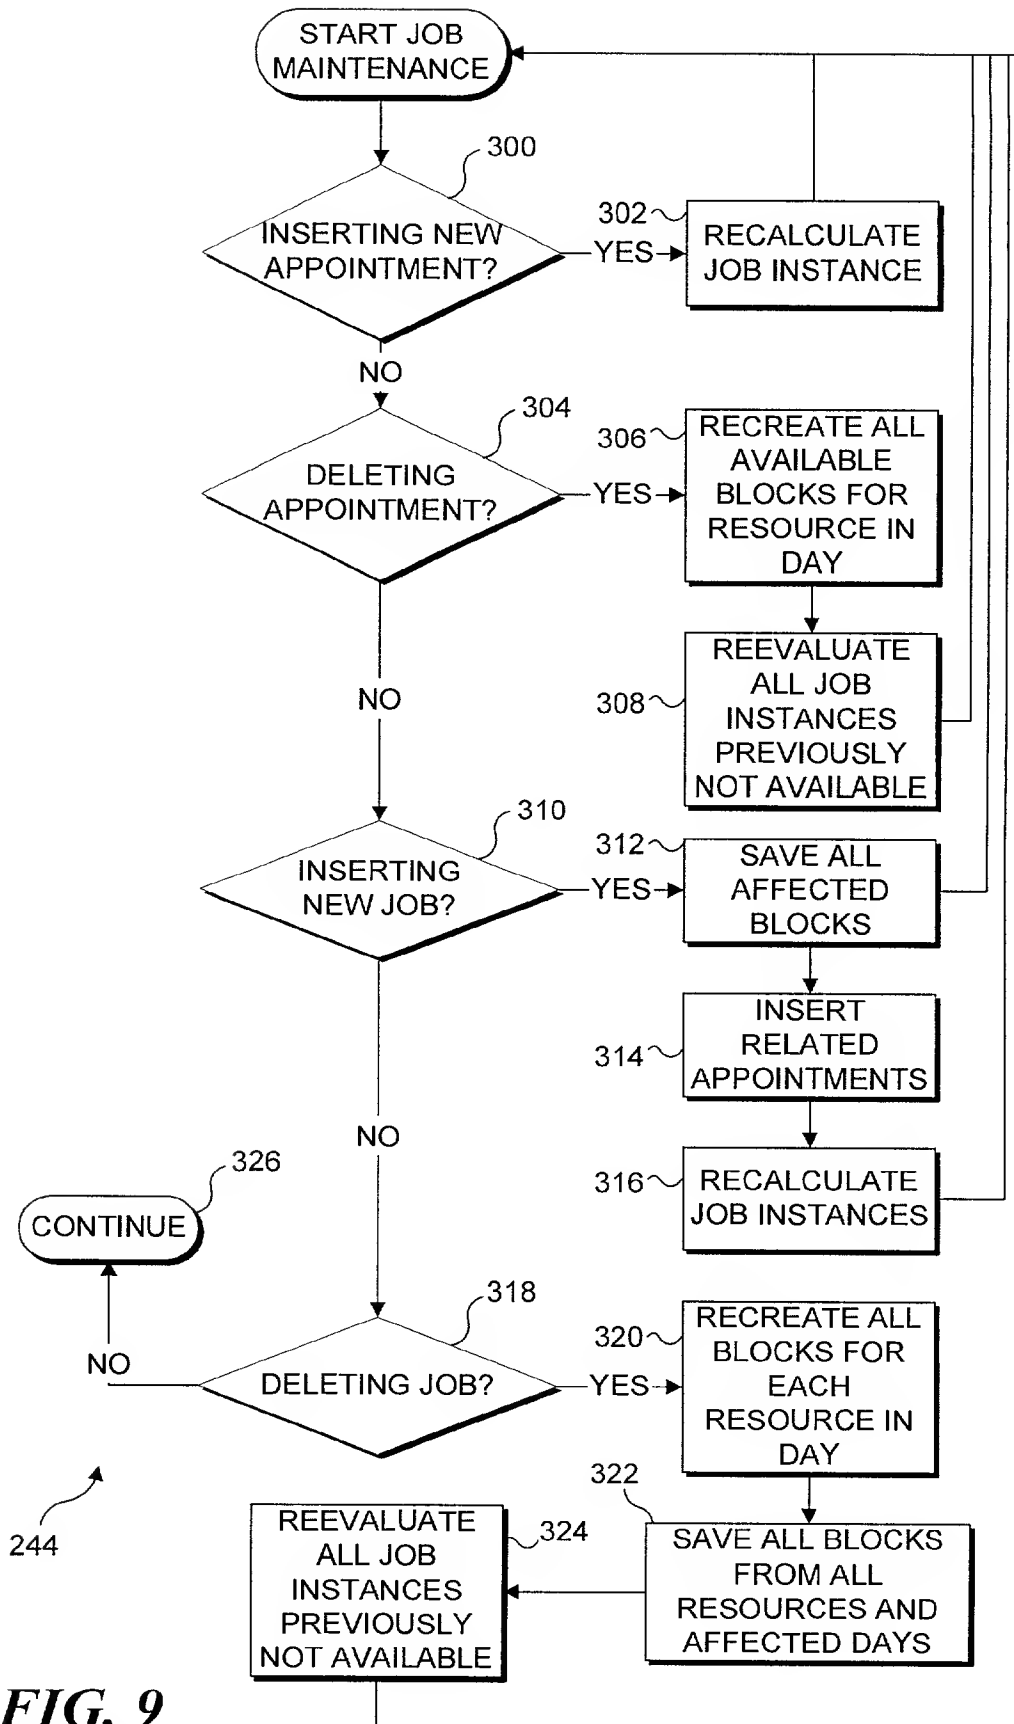 START JOB
MAINTENANCE
300
INSERTING NEW
APPOINTMENT?
YES
302
RECALCULATE
JOB INSTANCE
NO
304
DELETING
APPOINTMENT?
YES
306
RECREATE ALL
AVAILABLE
BLOCKS FOR
RESOURCE IN
DAY
308
REEVALUATE
ALL JOB
INSTANCES
PREVIOUSLY
NOT AVAILABLE
NO
310
INSERTING
NEW JOB?
YES
312
SAVE ALL
AFFECTED
BLOCKS
314
INSERT
RELATED
APPOINTMENTS
316
RECALCULATE
JOB INSTANCES
NO
326
CONTINUE
318
DELETING JOB?
NO
YES
320
RECREATE ALL
BLOCKS FOR
EACH
RESOURCE IN
DAY
322
SAVE ALL BLOCKS
FROM ALL
RESOURCES AND
AFFECTED DAYS
324
REEVALUATE
ALL JOB
INSTANCES
PREVIOUSLY
NOT AVAILABLE
244
FIG. 9